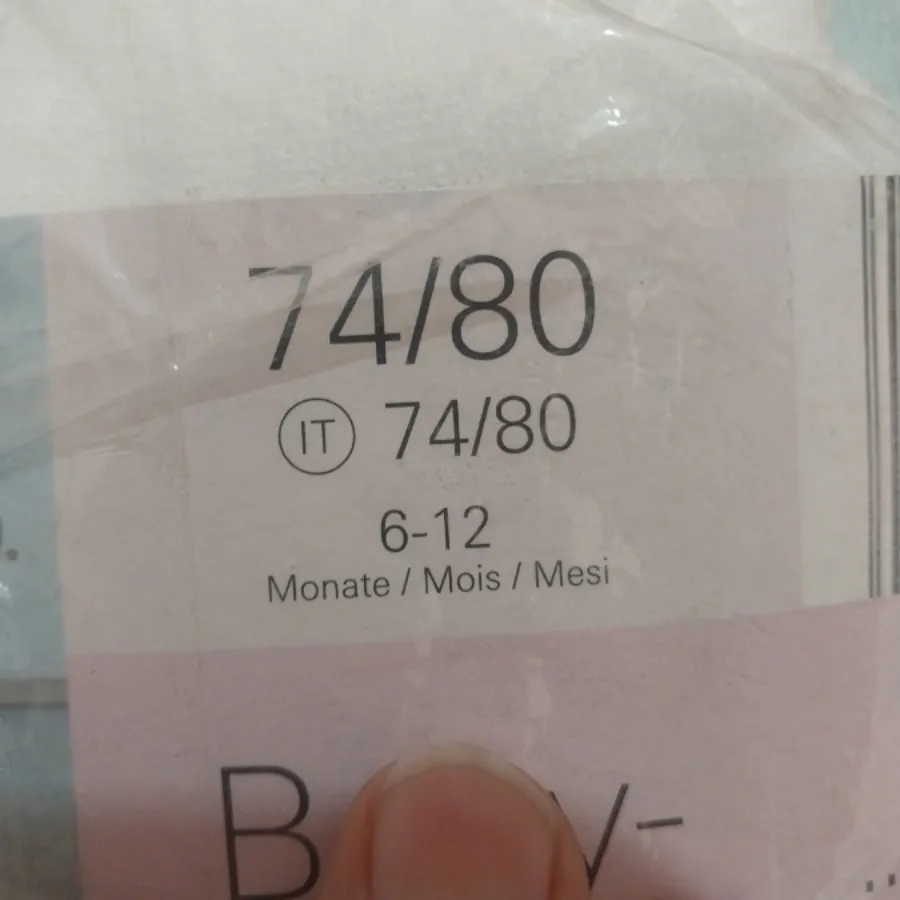 74/80
IT 74/80
6-12
Monate / Mois / Mesi